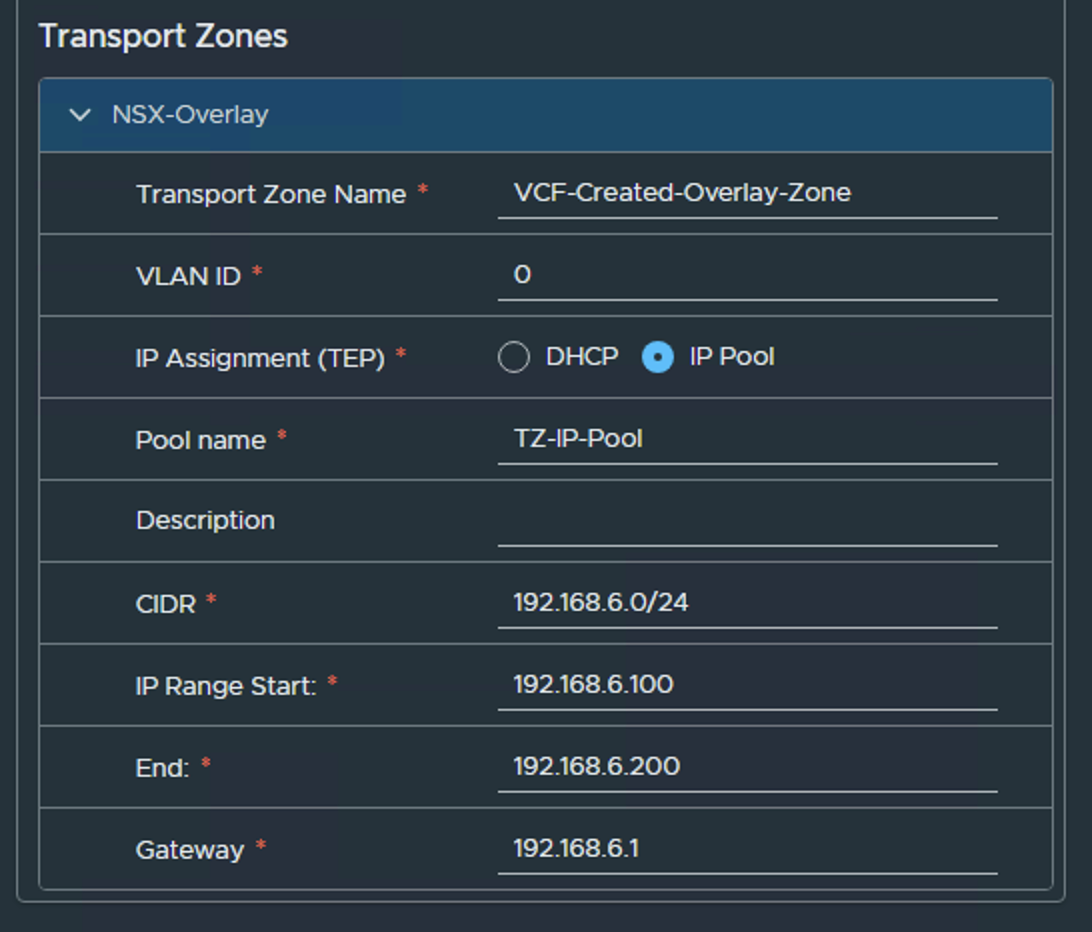 Transport Zones
NSX-Overlay
Transport Zone Name * VCF-Created-Overlay-Zone
VLAN ID * 0
IP Assignment (TEP) * DHCP IP Pool
Pool name * TZ-IP-Pool
Description
CIDR * 192.168.6.0/24
IP Range Start: * 192.168.6.100
End: * 192.168.6.200
Gateway * 192.168.6.1